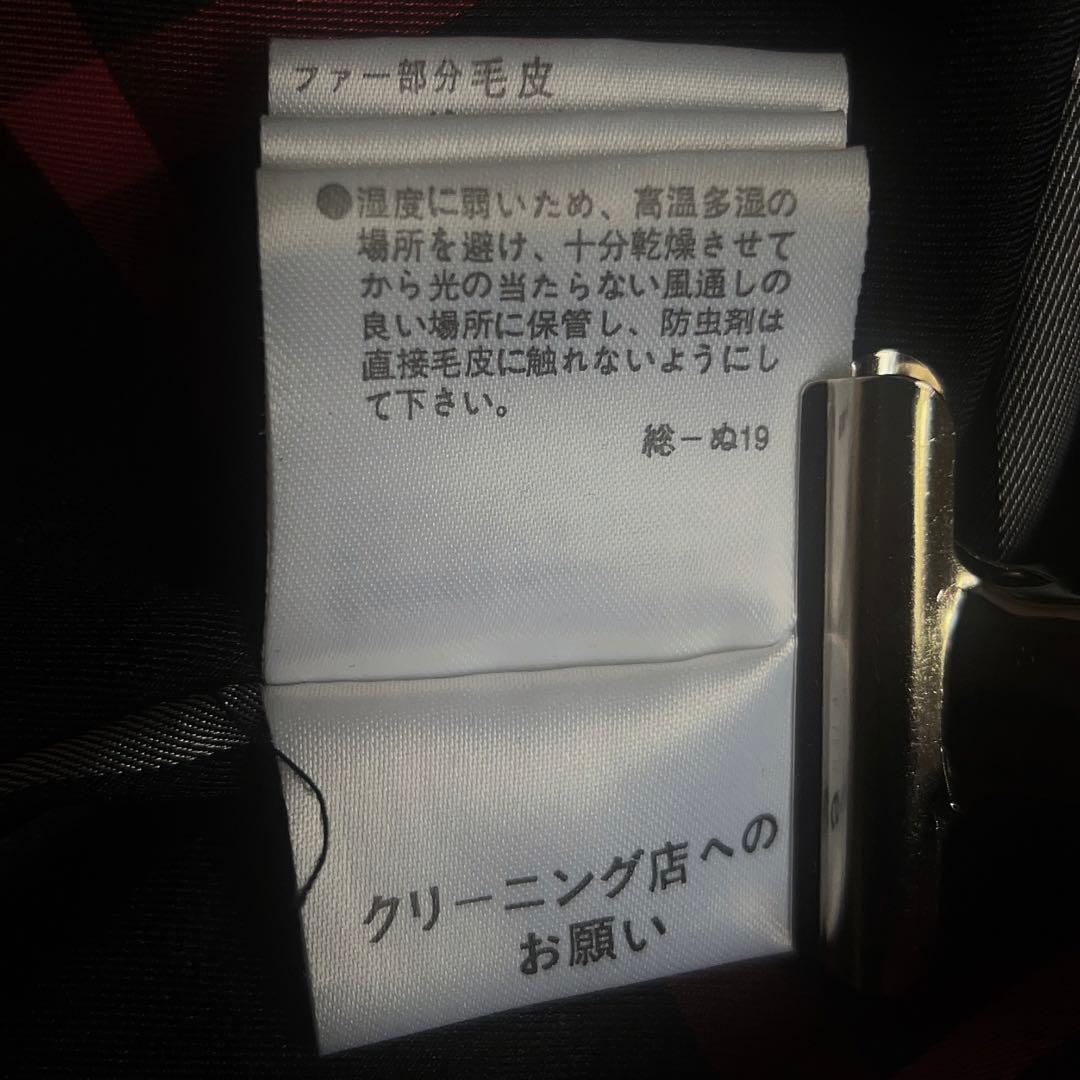 ファー部分毛皮
●湿度に弱いため、高温多湿の
場所を避け、十分乾燥させて
から光の当たらない風通しの
良い場所に保管し、防虫剤は
直接毛皮に触れないようにし
て下さい。
総－ぬ19
クリーニング店への
お願い